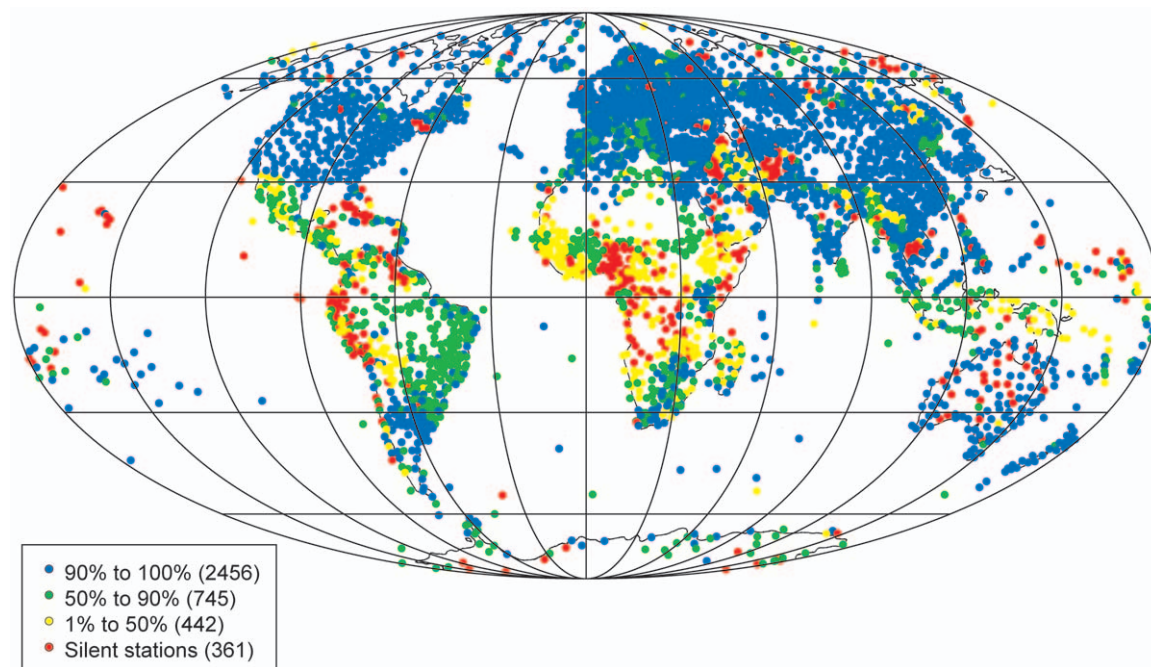 90% to 100% (2456)
50% to 90% (745)
1% to 50% (442)
Silent stations (361)